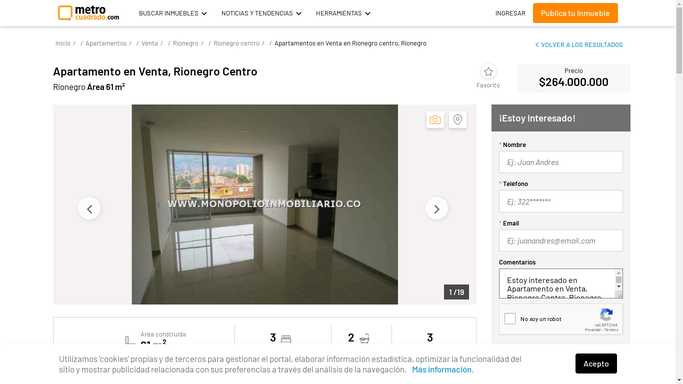 metro
cuadrado.com
BUSCAR INMUEBLES
NOTICIAS Y TENDENCIAS
HERRAMIENTAS
INGRESAR
Publica tu inmueble
Inicio / / Apartamentos / / Venta / / Rionegro / / Rionegro centro / / Apartamentos en Venta en Rionegro centro, Rionegro
VOLVER A LOS RESULTADOS
Apartamento en Venta, Rionegro Centro
Rionegro Area 61 m²
Favorito
Precio
$264.000.000
WWW.MONOPOLIOINMOBILIARIO.CO
1 /19
¡Estoy Interesado!
* Nombre
Ej: Juan Andres
* Teléfono
Ej: 322*******
* Email
Ej: juanandres@email.com
Comentarios
Estoy interesado en
Apartamento en Venta,
Rionegro Centro, Rionegro
No soy un robot
reCAPTCHA
Privacidad - Términos
Área construida
61 m²
3
2
3
Utilizamos 'cookies' propias y de terceros para gestionar el portal, elaborar información estadística, optimizar la funcionalidad del
sitio y mostrar publicidad relacionada con sus preferencias a través del análisis de la navegación. Más información.
Acepto